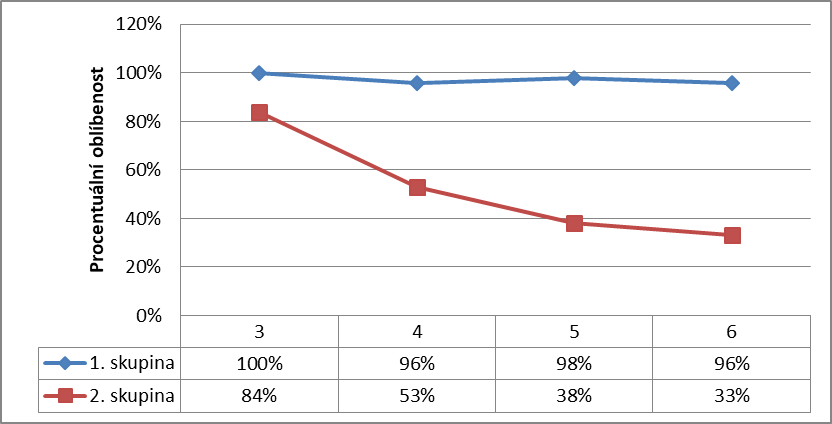 120%
100%
80%
60%
40%
20%
0%
Procentuální oblíbenost
3 4 5 6
1. skupina 100% 96% 98% 96%
2. skupina 84% 53% 38% 33%